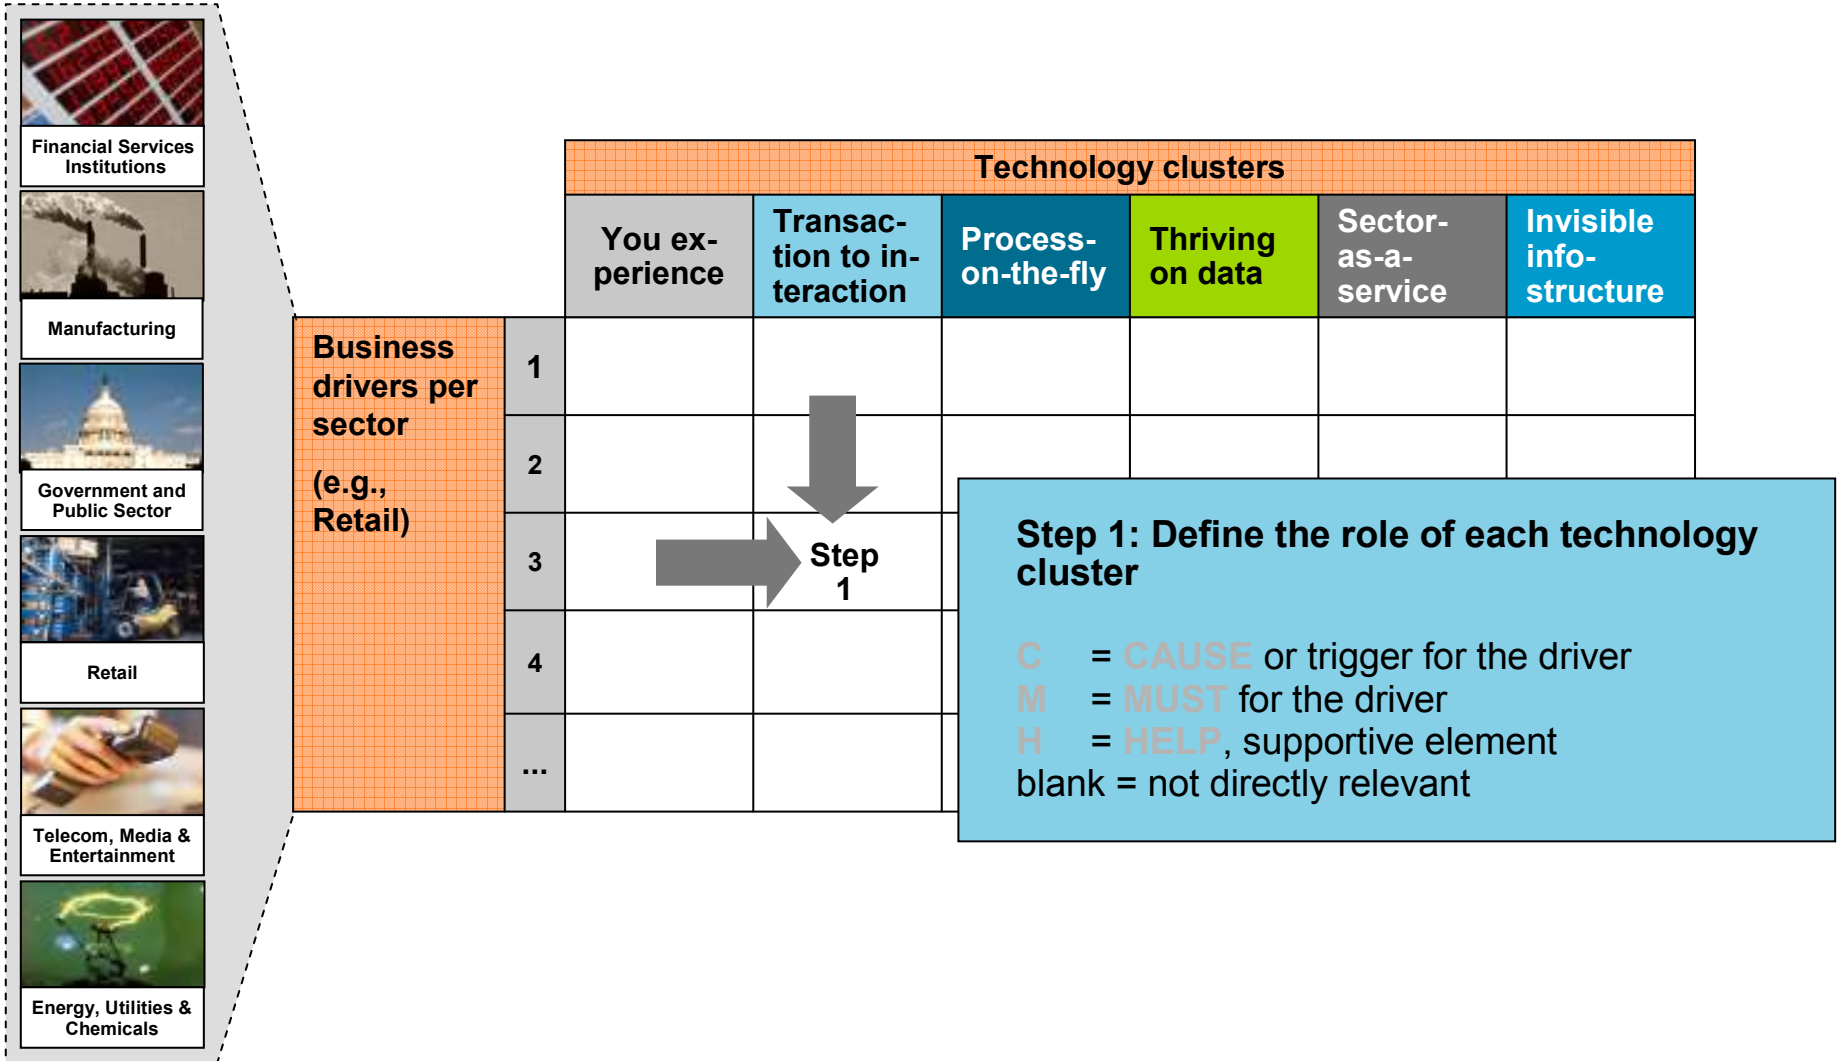 Financial Services
Institutions
Manufacturing
Government and
Public Sector
Retail
Telecom, Media &
Entertainment
Energy, Utilities &
Chemicals
Technology clusters
You ex-
perience
Transac-
tion to in-
teraction
Process-
on-the-fly
Thriving
on data
Sector-
as-a-
service
Invisible
info-
structure
Business
drivers per
sector
(e.g.,
Retail)
1
2
3
4
...
Step
1
Step 1: Define the role of each technology
cluster
C = CAUSE or trigger for the driver
M = MUST for the driver
H = HELP, supportive element
blank = not directly relevant